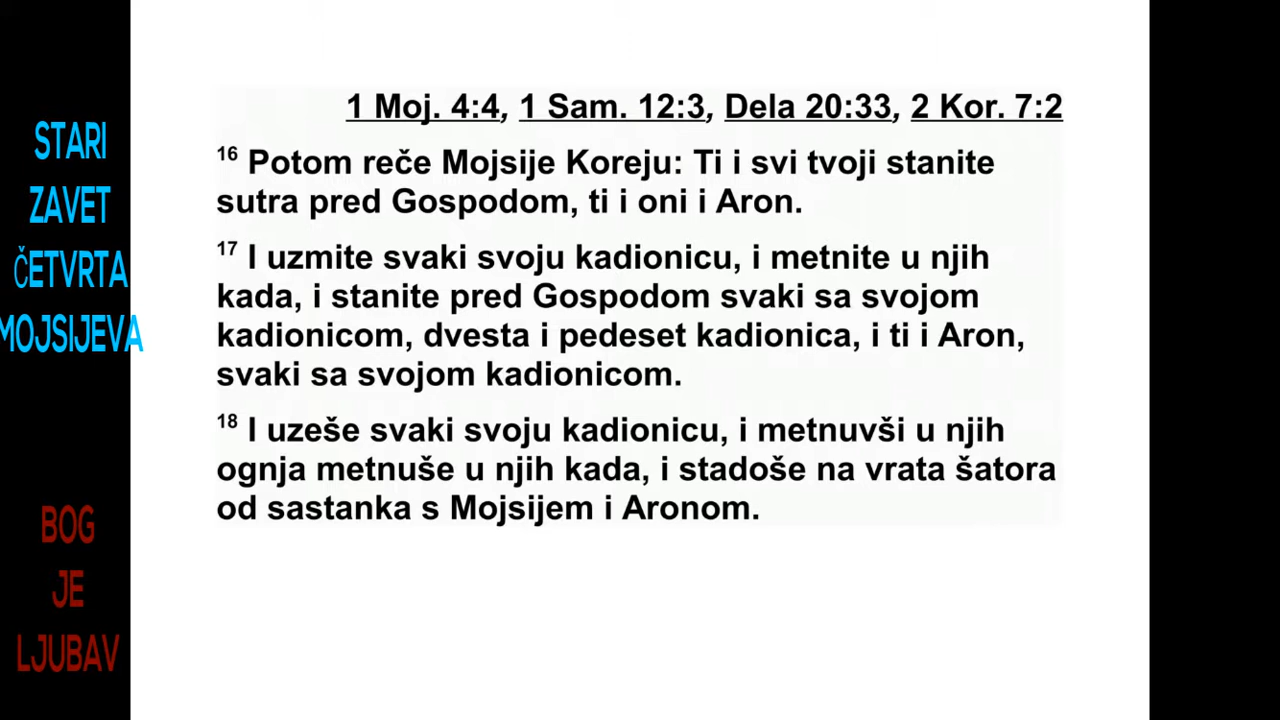 STARI
ZAVET
ČETVRTA
MOJSIJEVA
BOG
JE
LJUBAV
1 Moj. 4:4, 1 Sam. 12:3, Dela 20:33, 2 Kor. 7:2
16 Potom reče Mojsije Koreju: Ti i svi tvoji stanite
sutra pred Gospodom, ti i oni i Aron.
17 I uzmite svaki svoju kadionicu, i metnite u njih
kada, i stanite pred Gospodom svaki sa svojom
kadionicom, dvesta i pedeset kadionica, i ti i Aron,
svaki sa svojom kadionicom.
18 I uzeše svaki svoju kadionicu, i metnuvši u njih
ognja metnuše u njih kada, i stadoše na vrata šatora
od sastanka s Mojsijem i Aronom.